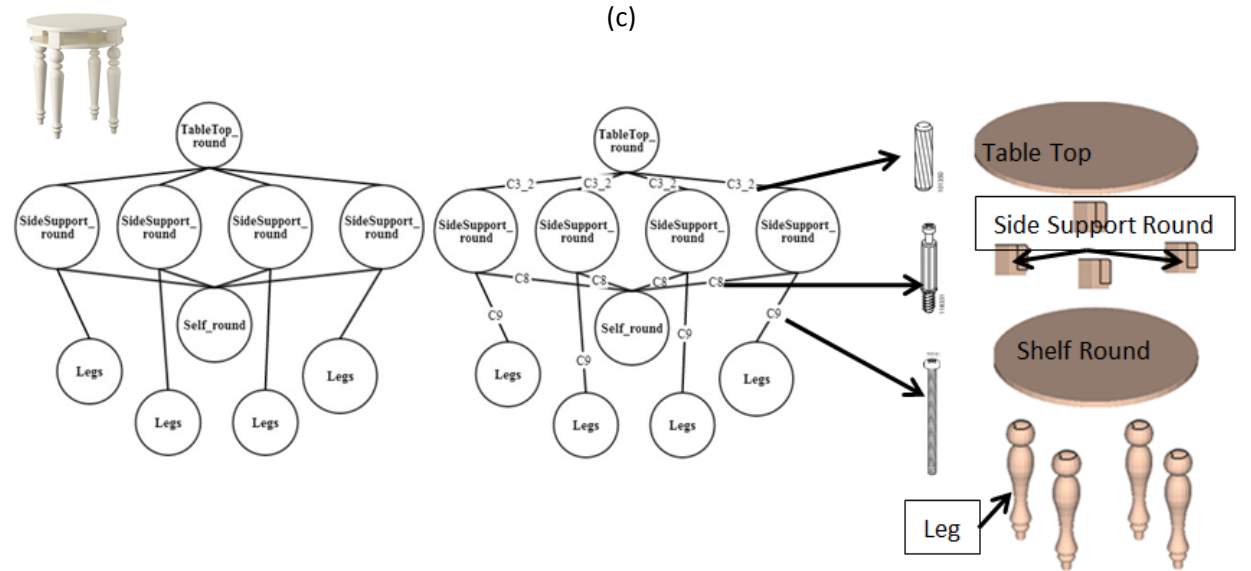 (c)
TableTop_
round
SideSupport_
round
SideSupport_
round
SideSupport_
round
SideSupport_
round
Self_round
Legs
Legs
Legs
Legs
TableTop_
round
C3_2
C3_2
C3_2
C3_2
SideSupport_
round
SideSupport_
round
SideSupport_
round
SideSupport_
round
C8
C8
C8
C8
Self_round
C9
C9
C9
C9
Legs
Legs
Legs
Legs
101350
118331
Table Top
Side Support Round
Shelf Round
Leg